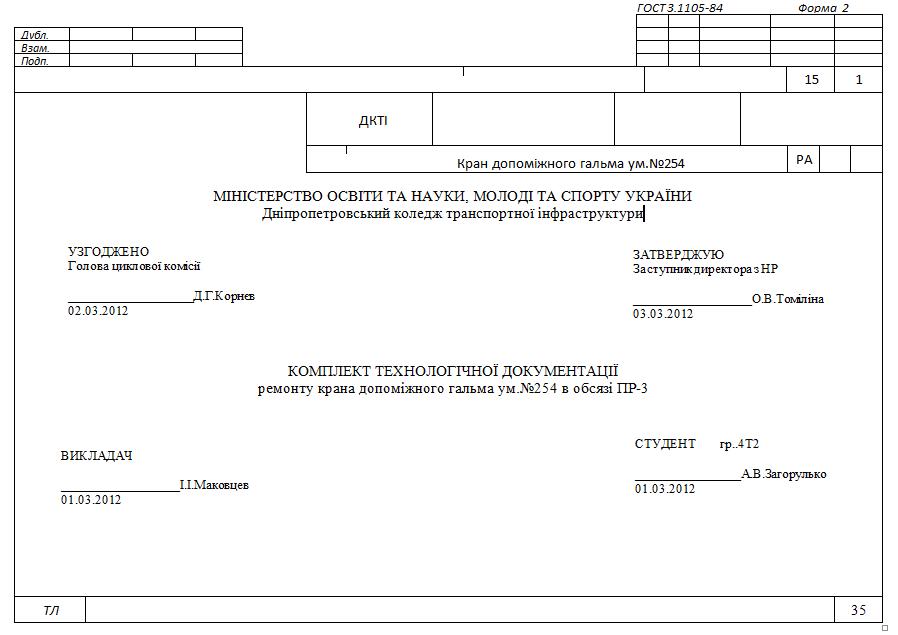 ГОСТ 3.1105-84 Форма 2
Дубл.
Взам.
Подп.
15 1
ДКТІ
Кран допоміжного гальма ум.№254 РА
МІНІСТЕРСТВО ОСВІТИ ТА НАУКИ, МОЛОДІ ТА СПОРТУ УКРАЇНИ
Дніпропетровський коледж транспортної інфраструктури
УЗГОДЖЕНО
Голова циклової комісії
Д.Г.Корнєв
02.03.2012
ЗАТВЕРДЖУЮ
Заступник директора з НР
О.В.Томіліна
03.03.2012
КОМПЛЕКТ ТЕХНОЛОГІЧНОЇ ДОКУМЕНТАЦІЇ
ремонту крана допоміжного гальма ум.№254 в обсязі ПР-3
ВИКЛАДАЧ
І.І.Маковцев
01.03.2012
СТУДЕНТ гр..4Т2
А.В.Загорулько
01.03.2012
ТЛ 35